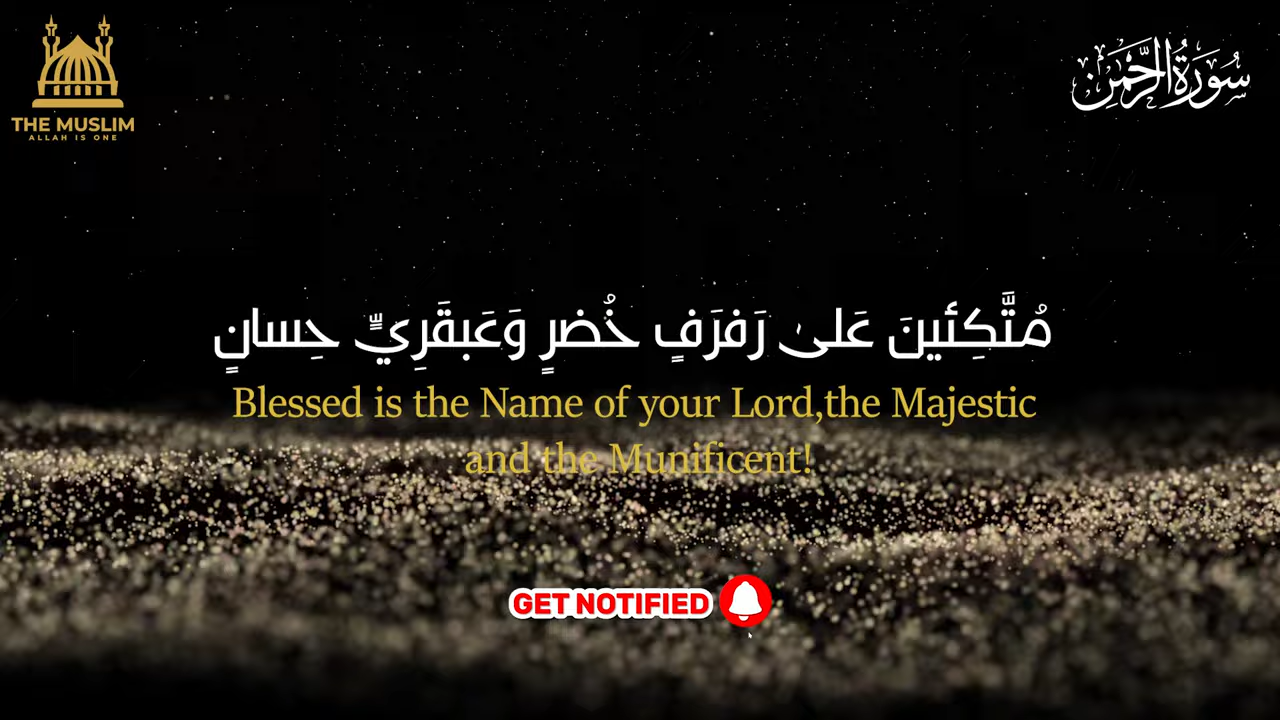 THE MUSLIM
ALLAH IS ONE
سُورَةُ الرَّحْمَٰن
مُتَّكِئينَ عَلىٰ رَفرَفٍ خُضرٍ وَعَبقَرِيٍّ حِسانٍ
Blessed is the Name of your Lord,the Majestic
and the Munificent!
GET NOTIFIED